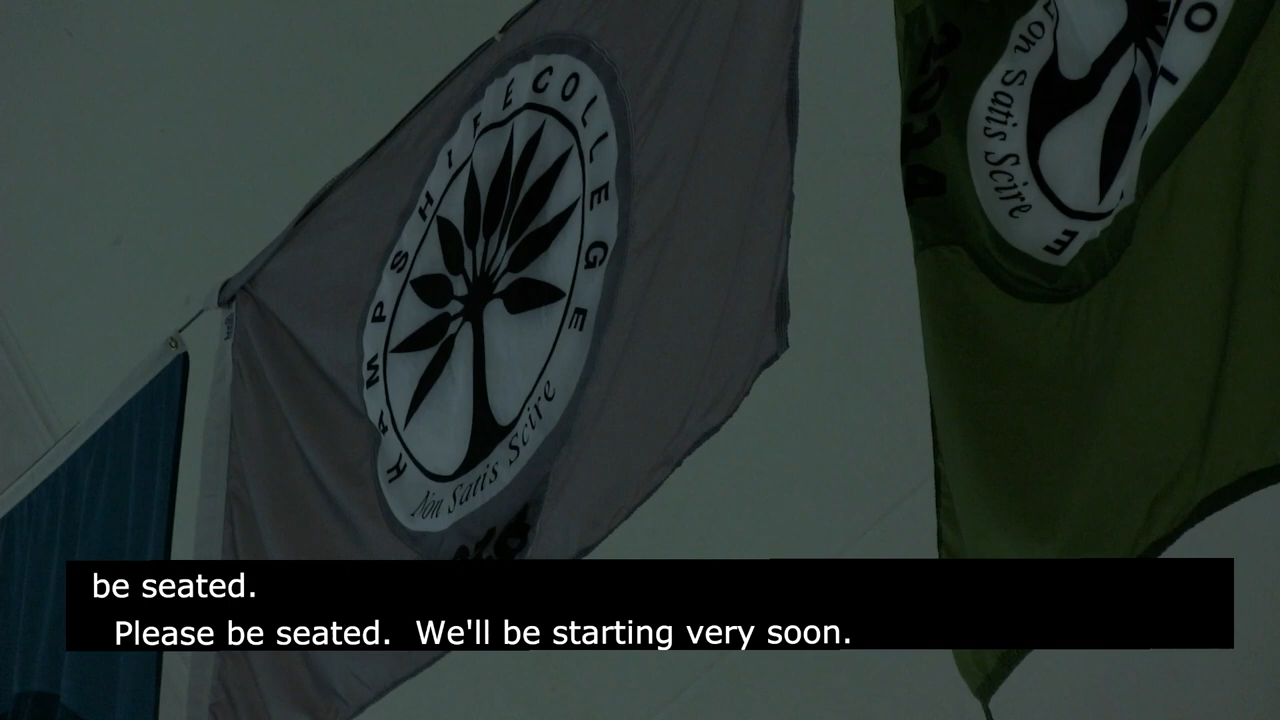 HAMPSHIRE COLLEGE
Non Satis Scire
Non Satis Scire
2024
be seated.
Please be seated.  We'll be starting very soon.